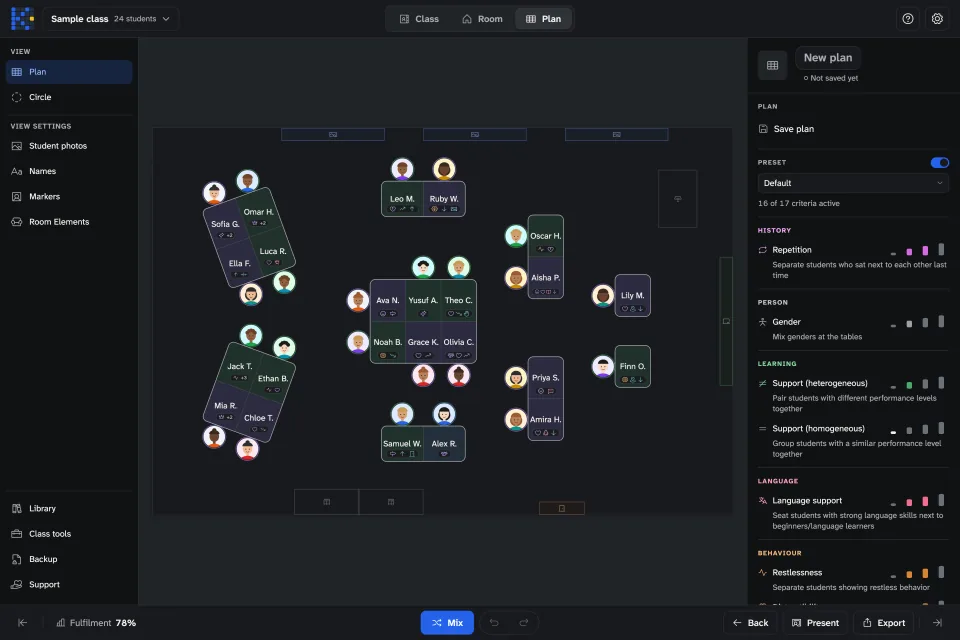 Sample class 24 students
Class
Room
Plan
VIEW
Plan
Circle
VIEW SETTINGS
Student photos
Aa Names
Markers
Room Elements
Library
Class tools
Backup
Support
Omar H.
+2
Sofia G.
+2
Luca R.
Ella F.
Leo M.
Ruby W.
Oscar H.
Aisha P.
Lily M.
Ava N.
Yusuf A.
Theo C.
Noah B.
Grace K.
Olivia C.
Finn O.
Jack T.
+3
Ethan B.
Mia R.
+2
Chloe T.
Priya S.
Amira H.
Samuel W.
Alex R.
New plan
Not saved yet
PLAN
Save plan
PRESET
Default
16 of 17 criteria active
HISTORY
Repetition
Separate students who sat next to each other last
time
PERSON
Gender
Mix genders at the tables
LEARNING
Support (heterogeneous)
Pair students with different performance levels
together
Support (homogeneous)
Group students with a similar performance level
together
LANGUAGE
Language support
Seat students with strong language skills next to
beginners/language learners
BEHAVIOUR
Restlessness
Separate students showing restless behavior
Fulfilment 78%
Mix
Back
Present
Export